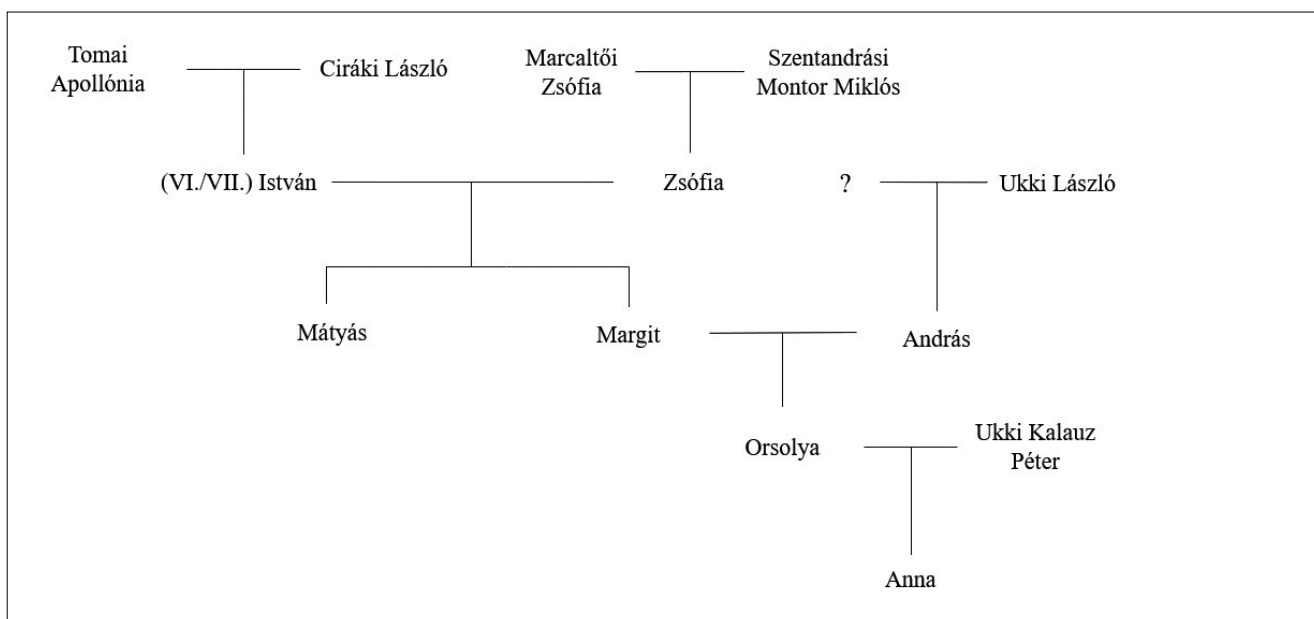 Tomai
Apollónia
Ciráki László
Marcaltői
Zsófia
Szentandrási
Montor Miklós
(VI./VII.) István
Zsófia
?
Ukki László
Mátyás
Margit
András
Orsolya
Ukki Kalauz
Péter
Anna